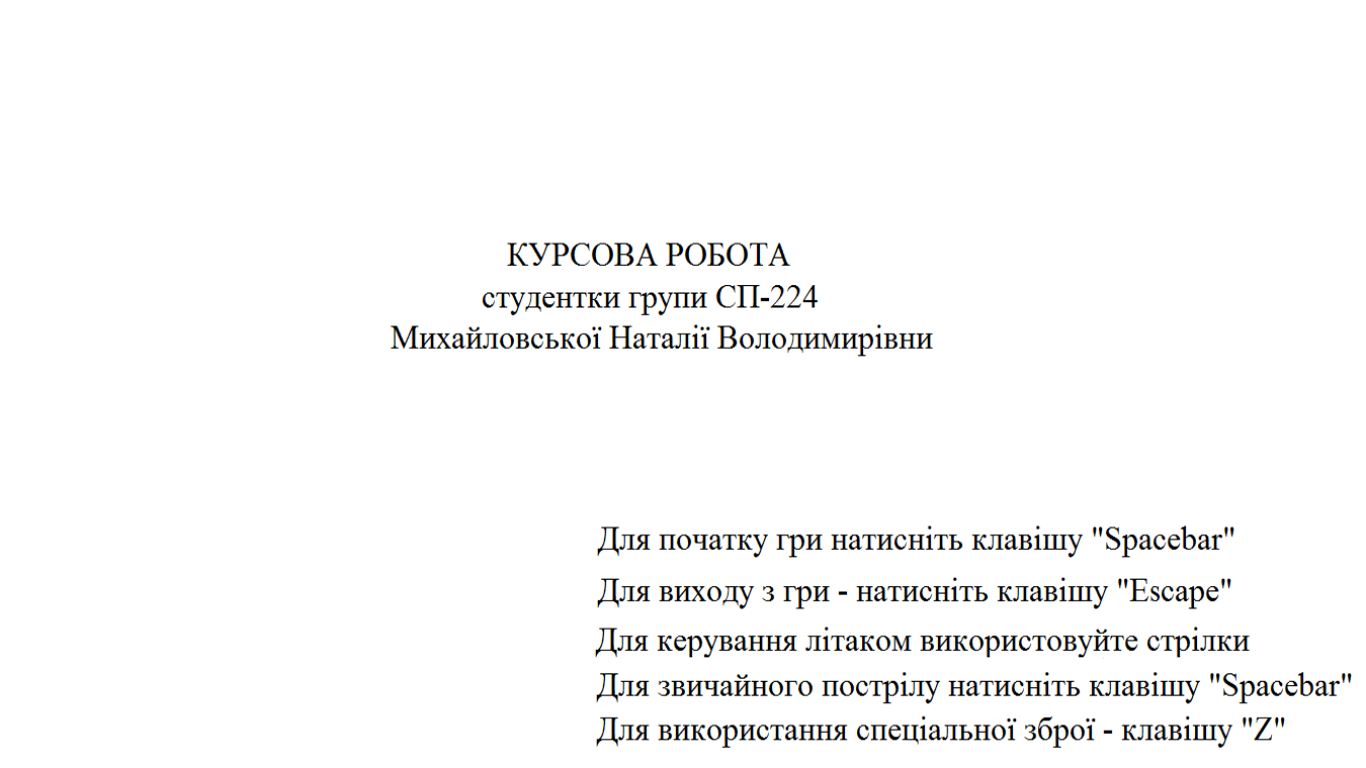 КУРСОВА РОБОТА
студентки групи СП-224
Михайловської Наталії Володимирівни
Для початку гри натисніть клавішу "Spacebar"
Для виходу з гри - натисніть клавішу "Escape"
Для керування літаком використовуйте стрілки
Для звичайного пострілу натисніть клавішу "Spacebar"
Для використання спеціальної зброї - клавішу "Z"